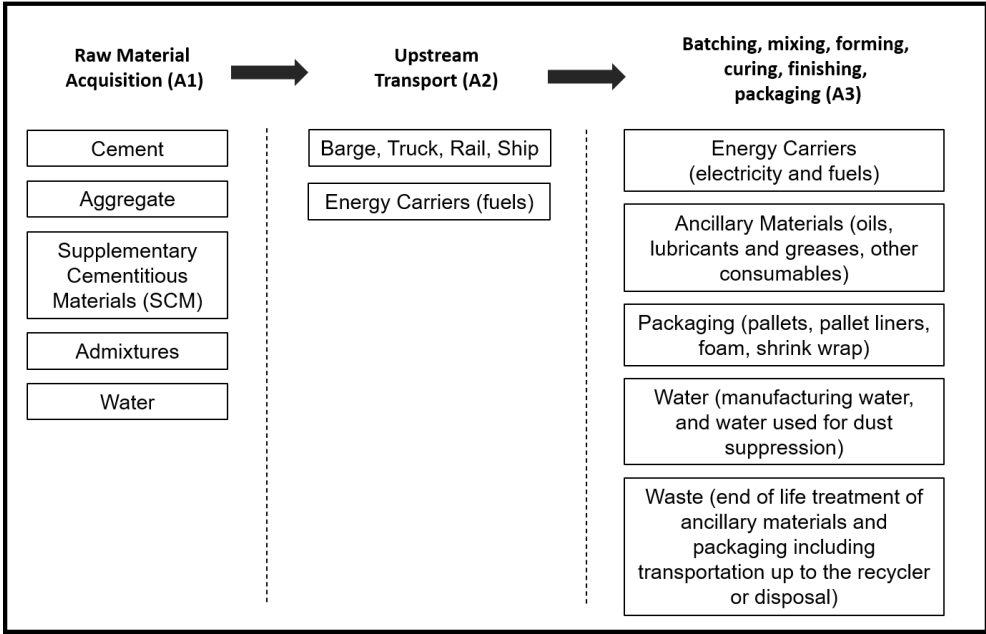 Raw Material
Acquisition (A1)
Upstream
Transport (A2)
Batching, mixing, forming,
curing, finishing,
packaging (A3)
Cement
Aggregate
Supplementary
Cementitious
Materials (SCM)
Admixtures
Water
Barge, Truck, Rail, Ship
Energy Carriers (fuels)
Energy Carriers
(electricity and fuels)
Ancillary Materials (oils,
lubricants and greases, other
consumables)
Packaging (pallets, pallet liners,
foam, shrink wrap)
Water (manufacturing water,
and water used for dust
suppression)
Waste (end of life treatment of
ancillary materials and
packaging including
transportation up to the recycler
or disposal)